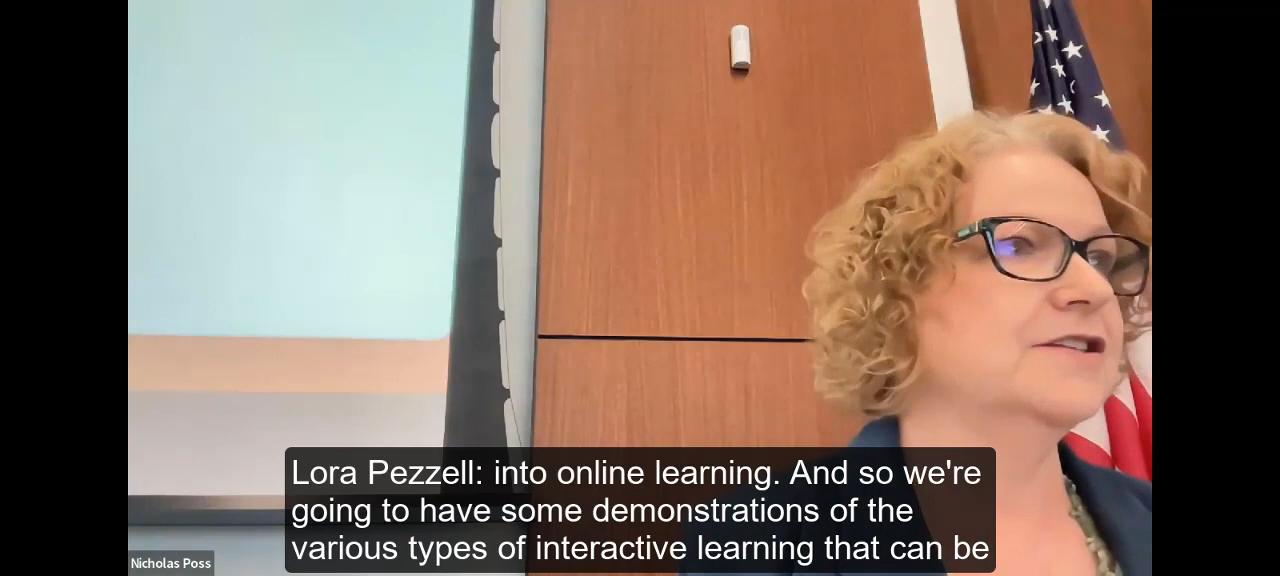 Lora Pezzell: into online learning. And so we're
going to have some demonstrations of the
various types of interactive learning that can be
Nicholas Poss